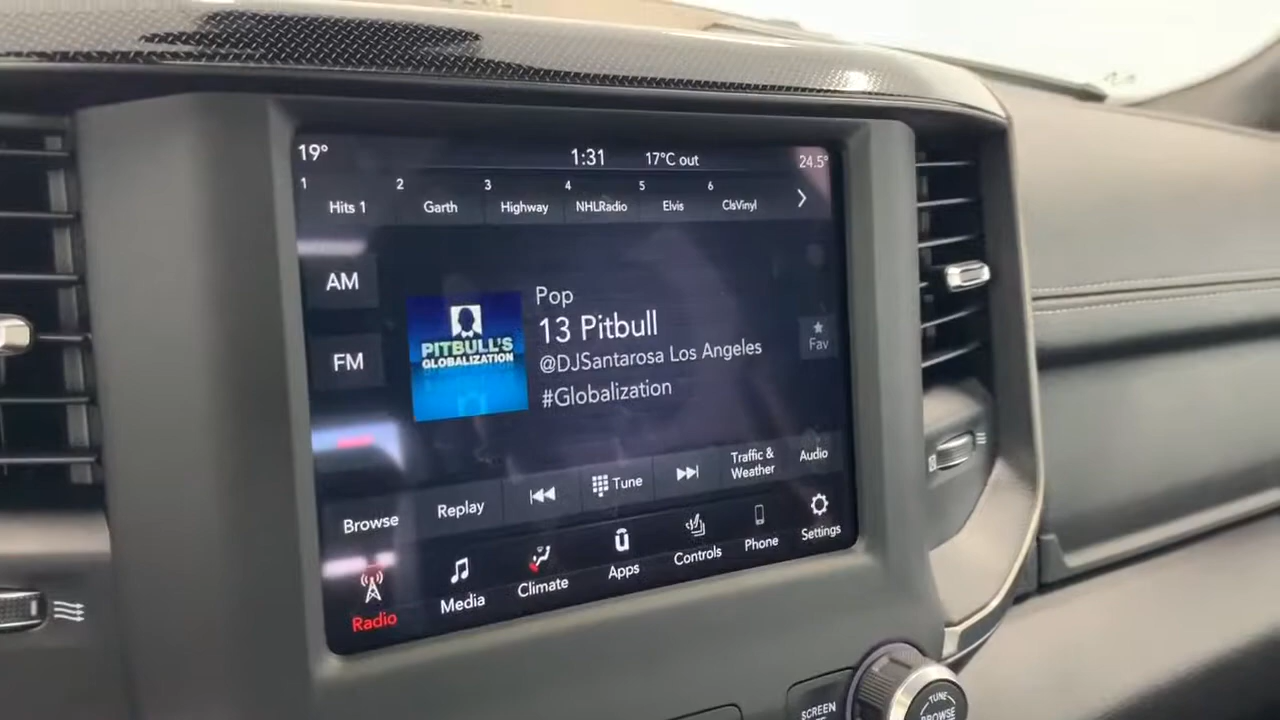 19°
1:31
17°C out
24.5°
1
Hits 1
2
Garth
3
Highway
4
NHLRadio
5
Elvis
6
ClsVinyl
AM
FM
PITBULL'S
GLOBALIZATION
Pop
13 Pitbull
@DJSantarosa Los Angeles
#Globalization
Fav
Browse
Replay
Tune
Traffic &
Weather
Audio
Radio
Media
Climate
Apps
Controls
Phone
Settings
SCREEN
TUNE
BROWSE